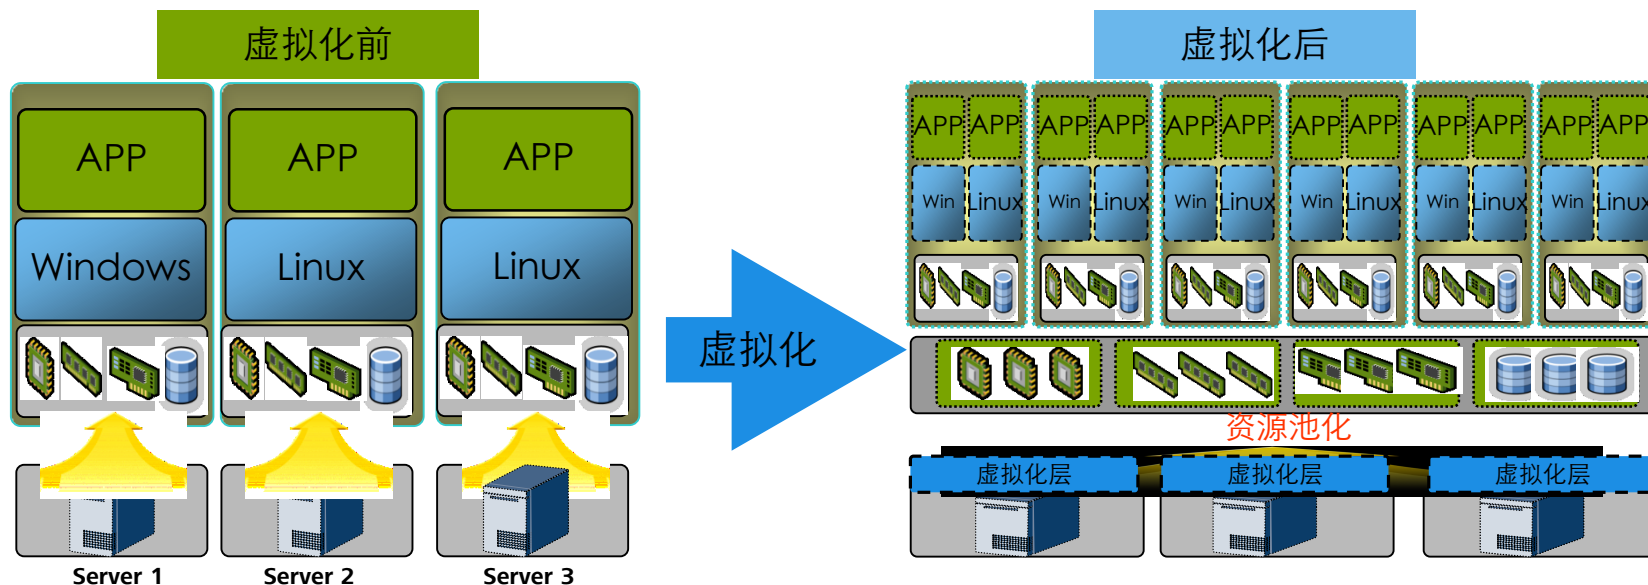 虚拟化前
APP
APP
APP
Windows
Linux
Linux
Server 1
Server 2
Server 3
虚拟化
虚拟化后
APP APP APP APP APP APP APP APP APP APP APP APP
Win Linux Win Linux Win Linux Win Linux Win Linux Win Linux
资源池化
虚拟化层
虚拟化层
虚拟化层